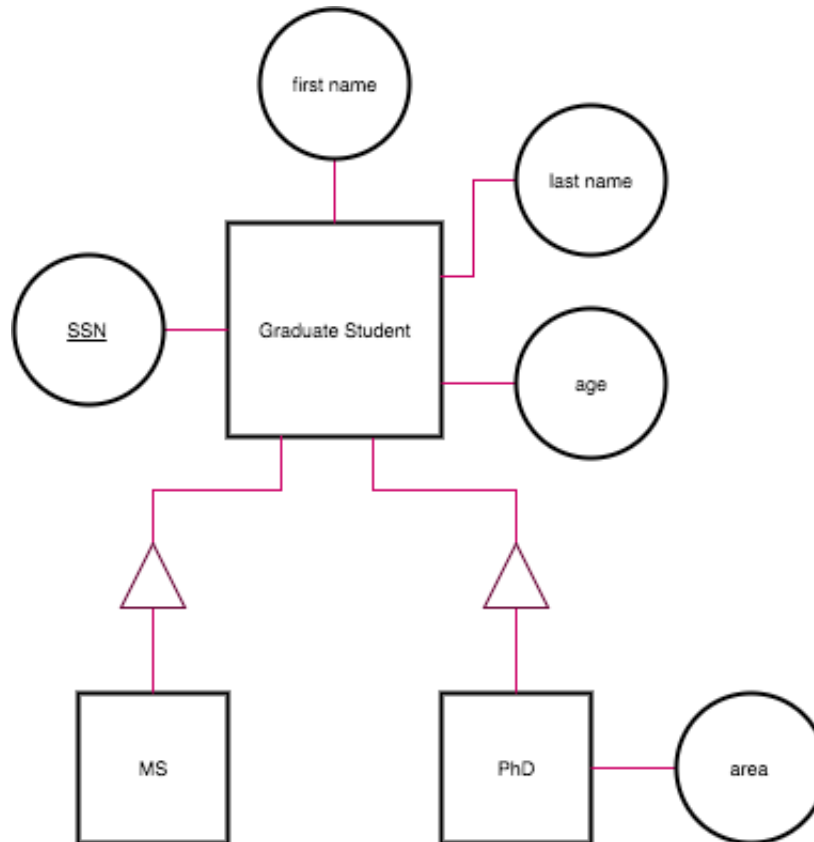 first name
last name
SSN
Graduate Student
age
MS
PhD
area